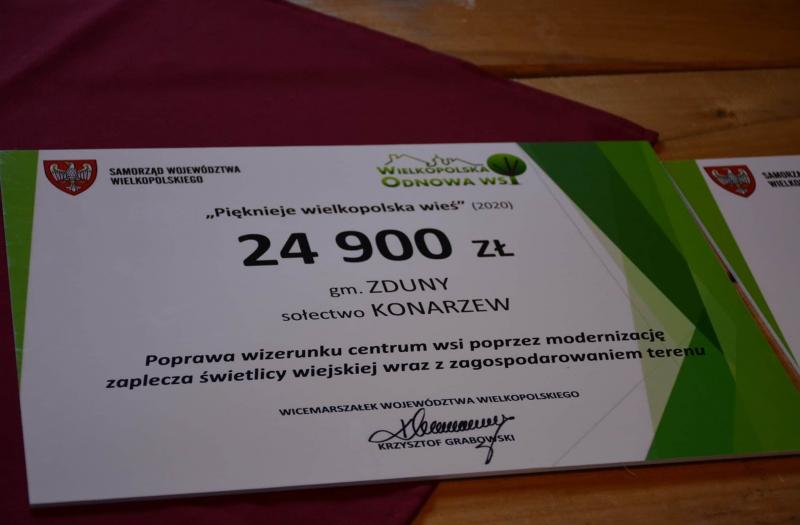 SAMORZĄD WOJEWÓDZTWA
WIELKOPOLSKIEGO
WIELKOPOLSKA
ODNOWA WSI
„Pięknieje wielkopolska wieś” (2020)
24 900 ZŁ
gm. ZDUNY
sołectwo KONARZEW
Poprawa wizerunku centrum wsi poprzez modernizację
zaplecza świetlicy wiejskiej wraz z zagospodarowaniem terenu
WICEMARSZAŁEK WOJEWÓDZTWA WIELKOPOLSKIEGO
KRZYSZTOF GRABOWSKI